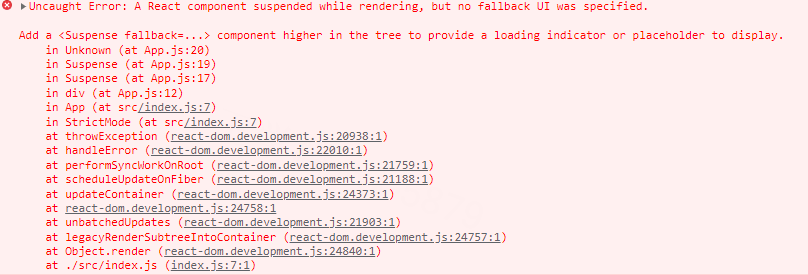 Uncaught Error: A React component suspended while rendering, but no fallback UI was specified.
Add a <Suspense fallback=...> component higher in the tree to provide a loading indicator or placeholder to display.
in Unknown (at App.js:20)
in Suspense (at App.js:19)
in Suspense (at App.js:17)
in div (at App.js:12)
in App (at src/index.js:7)
in StrictMode (at src/index.js:7)
at throwException (react-dom.development.js:20938:1)
at handleError (react-dom.development.js:22010:1)
at performSyncWorkOnRoot (react-dom.development.js:21759:1)
at scheduleUpdateOnFiber (react-dom.development.js:21188:1)
at updateContainer (react-dom.development.js:24373:1)
at react-dom.development.js:24758:1
at unbatchedUpdates (react-dom.development.js:21903:1)
at legacyRenderSubtreeIntoContainer (react-dom.development.js:24757:1)
at Object.render (react-dom.development.js:24840:1)
at ./src/index.js (index.js:7:1)